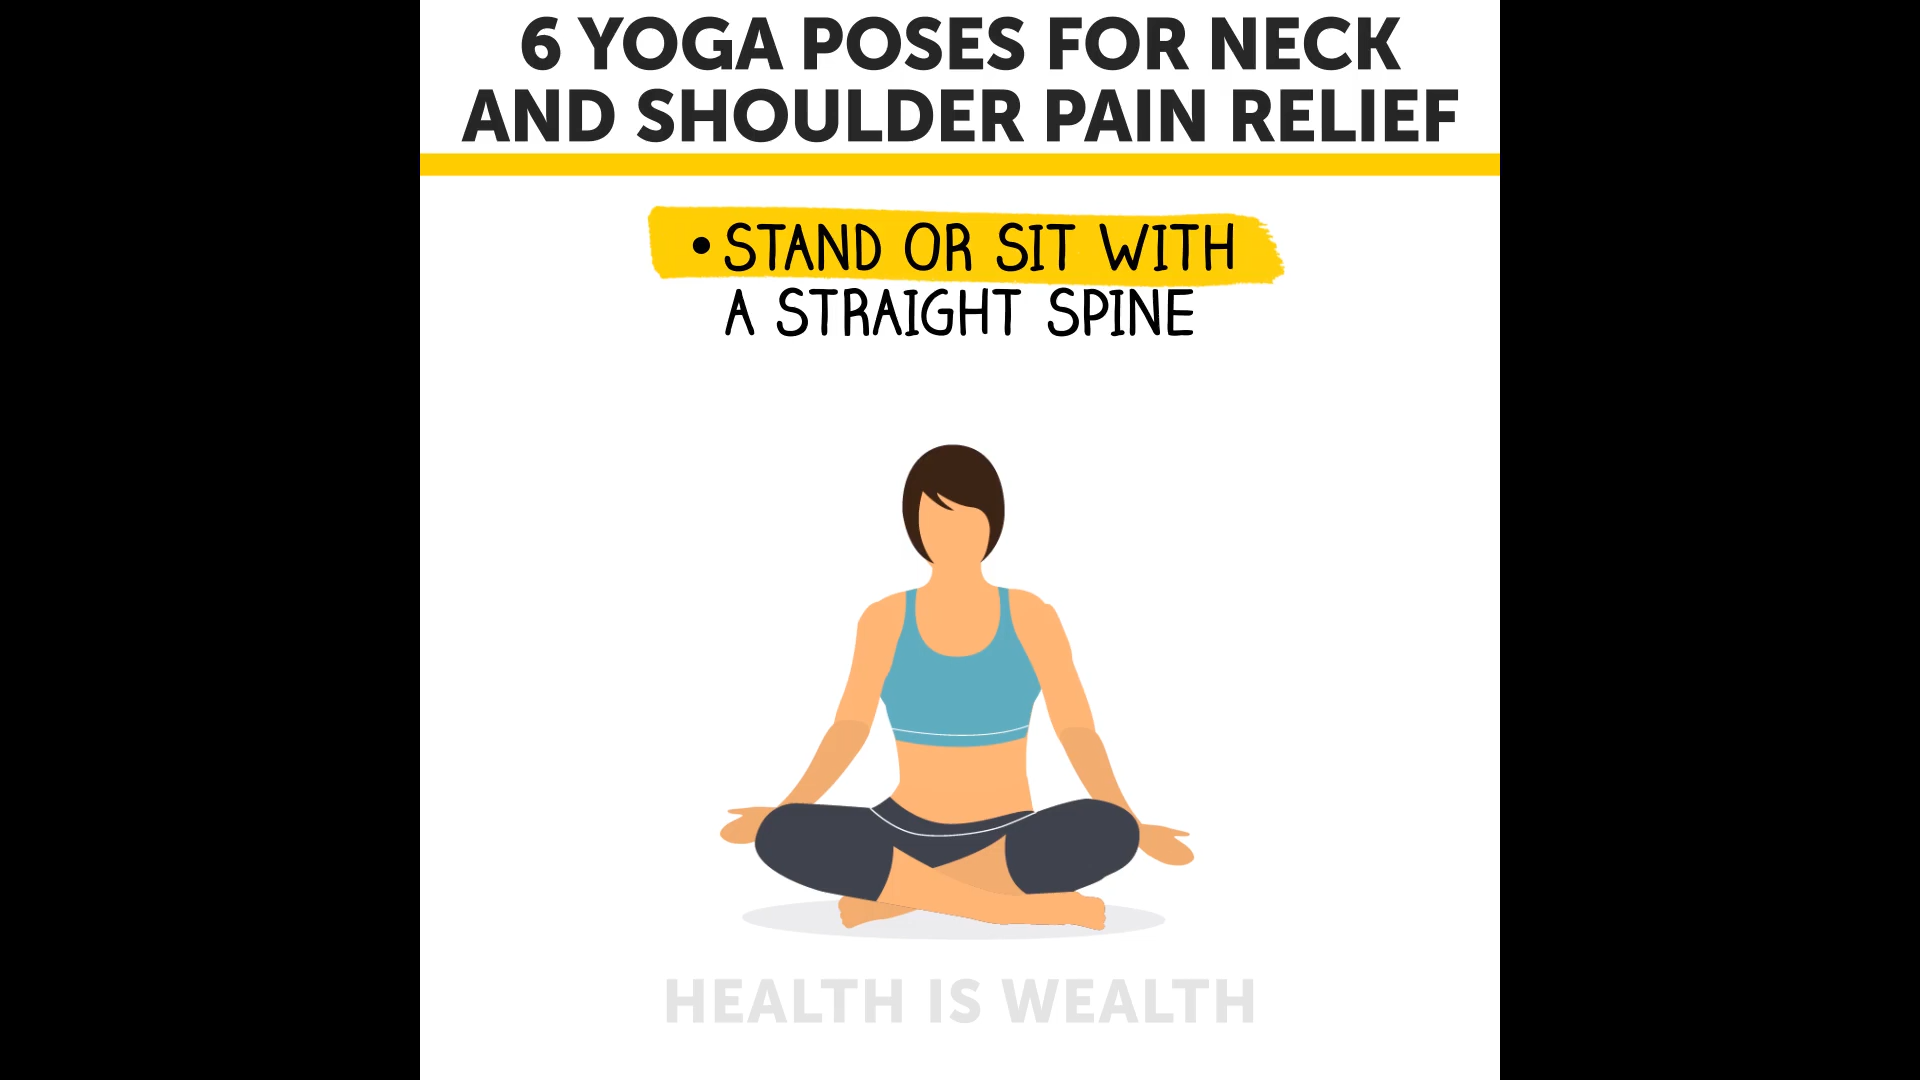 6 YOGA POSES FOR NECK
AND SHOULDER PAIN RELIEF
• STAND OR SIT WITH
A STRAIGHT SPINE
HEALTH IS WEALTH